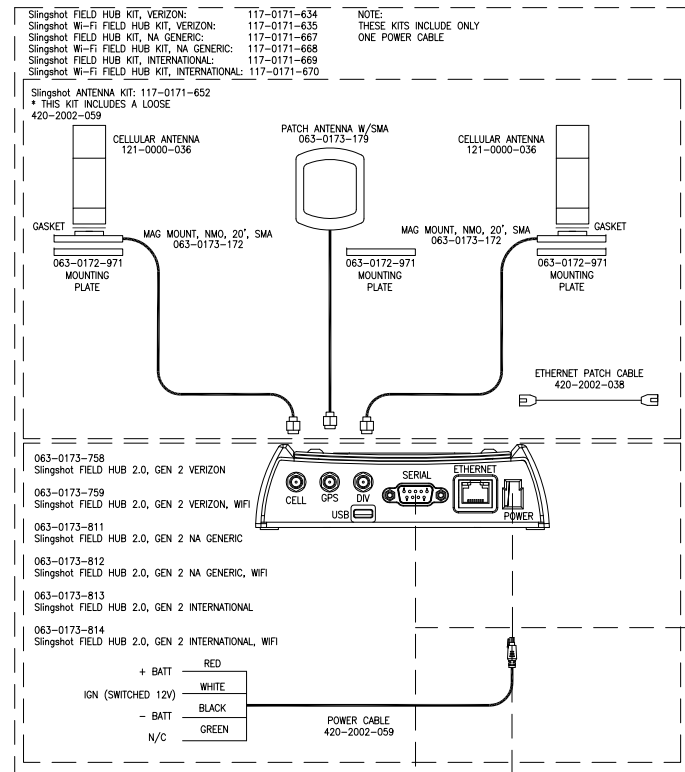 Slingshot FIELD HUB KIT, VERIZON: 117-0171-634
Slingshot Wi-Fi FIELD HUB KIT, VERIZON: 117-0171-635
Slingshot FIELD HUB KIT, NA GENERIC: 117-0171-667
Slingshot Wi-Fi FIELD HUB KIT, NA GENERIC: 117-0171-668
Slingshot FIELD HUB KIT, INTERNATIONAL: 117-0171-669
Slingshot Wi-Fi FIELD HUB KIT, INTERNATIONAL: 117-0171-670
NOTE:
THESE KITS INCLUDE ONLY
ONE POWER CABLE
Slingshot ANTENNA KIT: 117-0171-652
* THIS KIT INCLUDES A LOOSE
420-2002-059
CELLULAR ANTENNA
121-0000-036
PATCH ANTENNA W/SMA
063-0173-179
CELLULAR ANTENNA
121-0000-036
GASKET
MAG MOUNT, NMO, 20', SMA
063-0173-172
MAG MOUNT, NMO, 20', SMA
063-0173-172
GASKET
063-0172-971
MOUNTING
PLATE
063-0172-971
MOUNTING
PLATE
063-0172-971
MOUNTING
PLATE
ETHERNET PATCH CABLE
420-2002-038
063-0173-758
Slingshot FIELD HUB 2.0, GEN 2 VERIZON
063-0173-759
Slingshot FIELD HUB 2.0, GEN 2 VERIZON, WIFI
063-0173-811
Slingshot FIELD HUB 2.0, GEN 2 NA GENERIC
063-0173-812
Slingshot FIELD HUB 2.0, GEN 2 NA GENERIC, WIFI
063-0173-813
Slingshot FIELD HUB 2.0, GEN 2 INTERNATIONAL
063-0173-814
Slingshot FIELD HUB 2.0, GEN 2 INTERNATIONAL, WIFI
CELL
GPS
DIV
USB
SERIAL
ETHERNET
POWER
+ BATT RED
IGN (SWITCHED 12V) WHITE
- BATT BLACK
N/C GREEN
POWER CABLE
420-2002-059